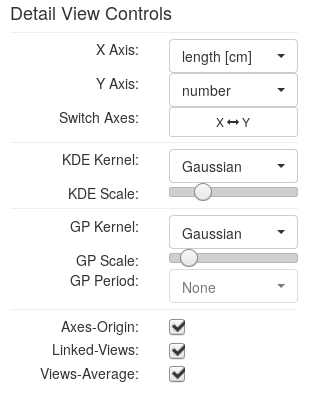 Detail View Controls
X Axis: length [cm]
Y Axis: number
Switch Axes: X ↔ Y
KDE Kernel: Gaussian
KDE Scale:
GP Kernel: Gaussian
GP Scale:
GP Period: None
Axes-Origin:
Linked-Views:
Views-Average: